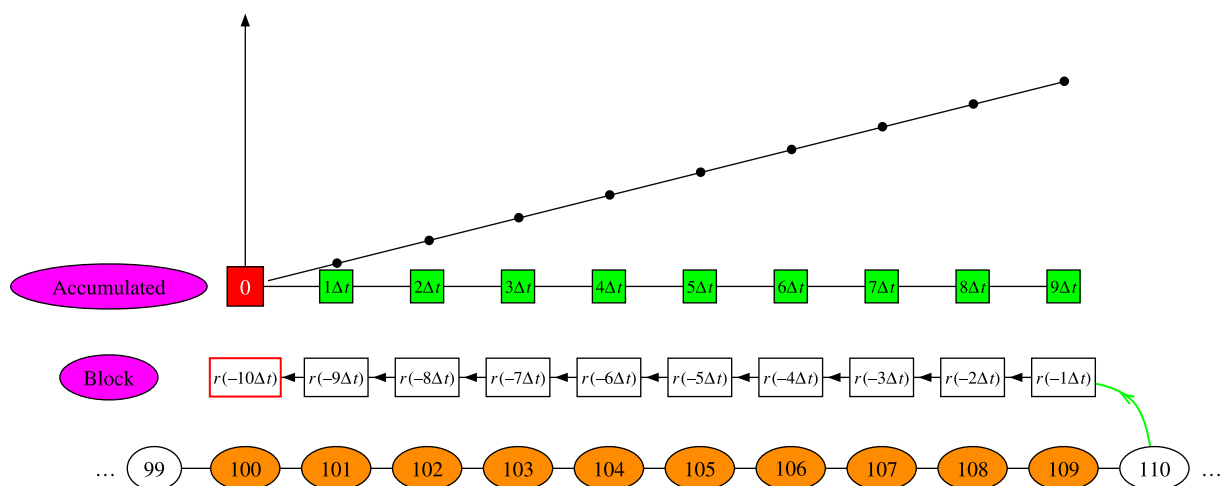 Accumulated 0 1Δt 2Δt 3Δt 4Δt 5Δt 6Δt 7Δt 8Δt 9Δt
Block r(−10Δt) r(−9Δt) r(−8Δt) r(−7Δt) r(−6Δt) r(−5Δt) r(−4Δt) r(−3Δt) r(−2Δt) r(−1Δt)
... 99 100 101 102 103 104 105 106 107 108 109 110 ...